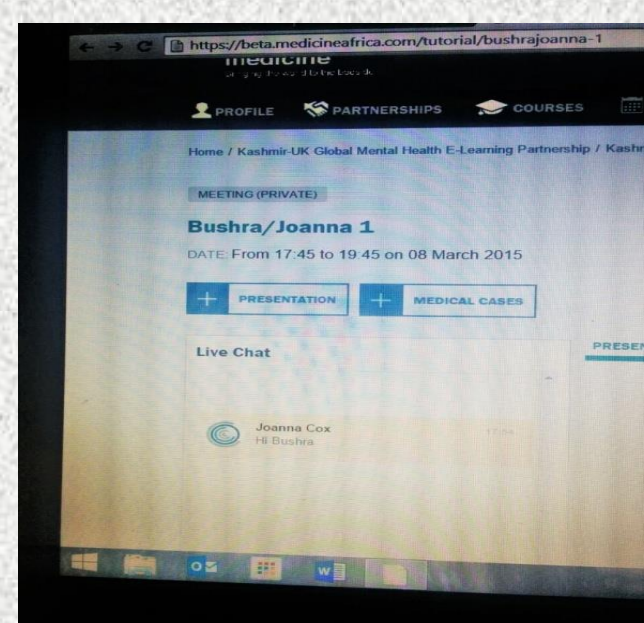 https://beta.medicineafrica.com/tutorial/bushrajoanna-1
medicine
PROFILE PARTNERSHIPS COURSES
Home / Kashmir-UK Global Mental Health E-Learning Partnership / Kashm
MEETING (PRIVATE)
Bushra/Joanna 1
DATE: From 17:45 to 19:45 on 08 March 2015
+ PRESENTATION + MEDICAL CASES
Live Chat
PRESEN
Joanna Cox
Hi Bushra